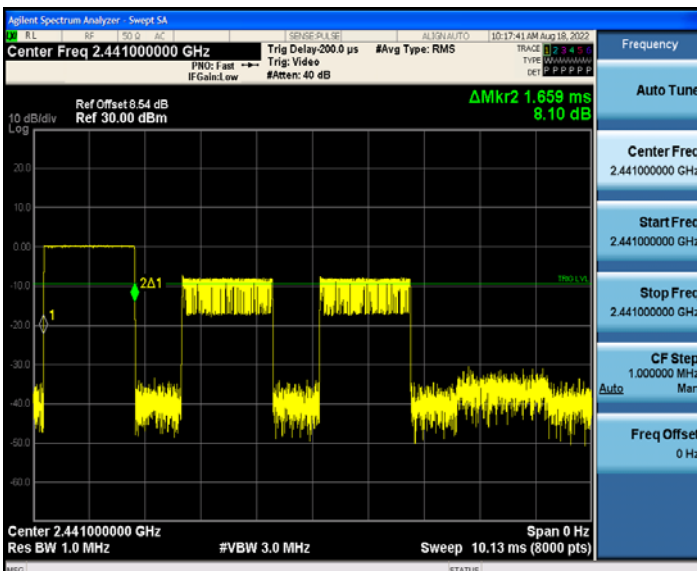 Agilent Spectrum Analyzer - Swept SA
RL RF 50 Ω AC SENSE:PULSE ALIGNAUTO 10:17:41 AM Aug 18, 2022
Center Freq 2.441000000 GHz
PNO: Fast
IFGain:Low
Trig Delay-200.0 µs
Trig: Video
#Atten: 40 dB
#Avg Type: RMS
TRACE 1 2 3 4 5 6
TYPE
DET P P P P P P
Ref Offset 8.54 dB
10 dB/div Ref 30.00 dBm
Log
ΔMkr2 1.659 ms
8.10 dB
20.0
10.0
0.00
-10.0
-20.0
-30.0
-40.0
-50.0
-60.0
2Δ1
1
TRIG LVL
Center 2.441000000 GHz
Span 0 Hz
Res BW 1.0 MHz
#VBW 3.0 MHz
Sweep 10.13 ms (8000 pts)
MSG
STATUS
Frequency
Auto Tune
Center Freq
2.441000000 GHz
Start Freq
2.441000000 GHz
Stop Freq
2.441000000 GHz
CF Step
1.000000 MHz
Auto Man
Freq Offset
0 Hz